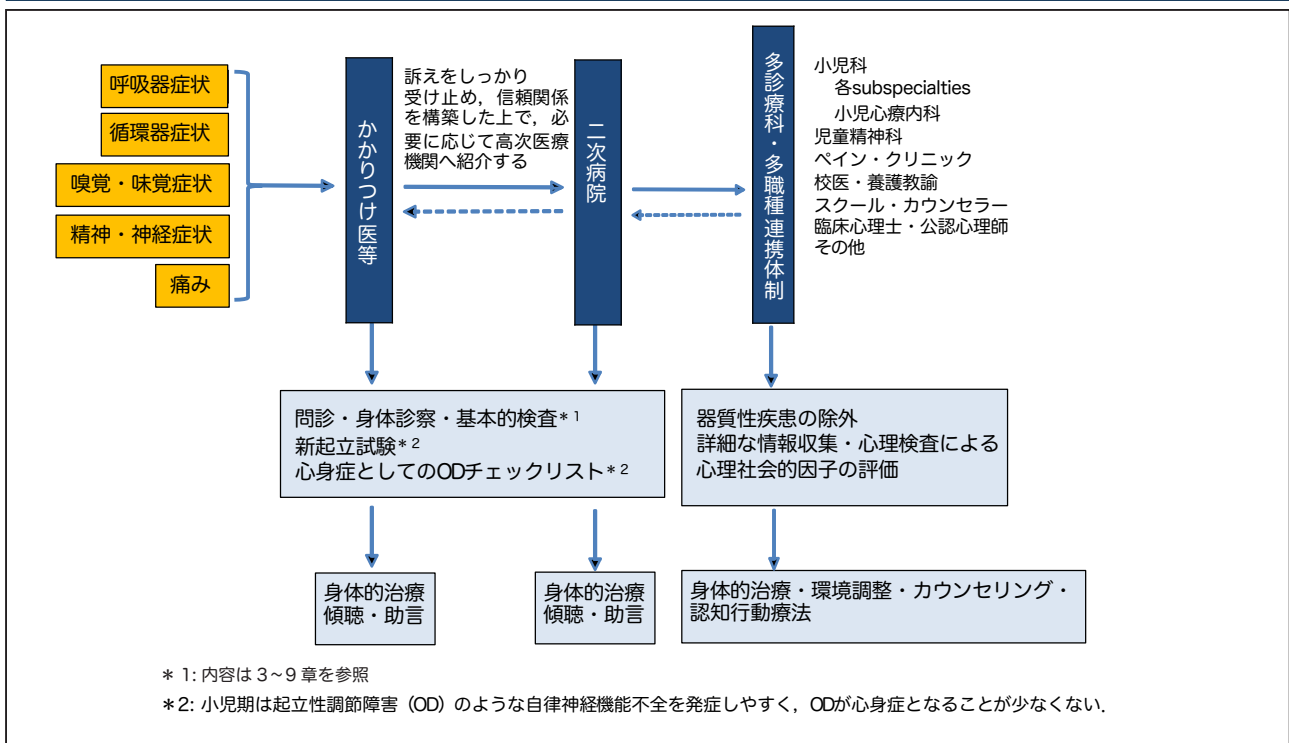 呼吸器症状
循環器症状
嗅覚・味覚症状
精神・神経症状
痛み
かかりつけ医等
訴えをしっかり
受け止め，信頼関係
を構築した上で，必
要に応じて高次医療
機関へ紹介する
二次病院
多診療科・多職種連携体制
小児科
各subspecialties
小児心療内科
児童精神科
ペイン・クリニック
校医・養護教諭
スクール・カウンセラー
臨床心理士・公認心理師
その他
問診・身体診察・基本的検査＊1
新起立試験＊2
心身症としてのODチェックリスト＊2
器質性疾患の除外
詳細な情報収集・心理検査による
心理社会的因子の評価
身体的治療
傾聴・助言
身体的治療
傾聴・助言
身体的治療・環境調整・カウンセリング・
認知行動療法
＊1: 内容は3〜9章を参照
＊2: 小児期は起立性調節障害（OD）のような自律神経機能不全を発症しやすく，ODが心身症となることが少なくない．